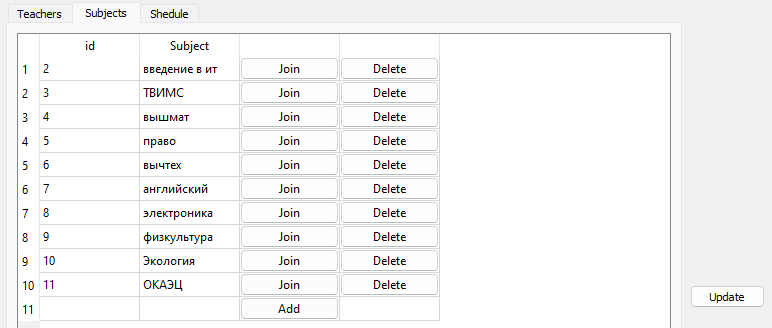 Teachers Subjects Shedule
id Subject
1 2 введение в ит Join Delete
2 3 ТВИМС Join Delete
3 4 вышмат Join Delete
4 5 право Join Delete
5 6 вычтех Join Delete
6 7 английский Join Delete
7 8 электроника Join Delete
8 9 физкультура Join Delete
9 10 Экология Join Delete
10 11 ОКАЭЦ Join Delete
11 Add
Update